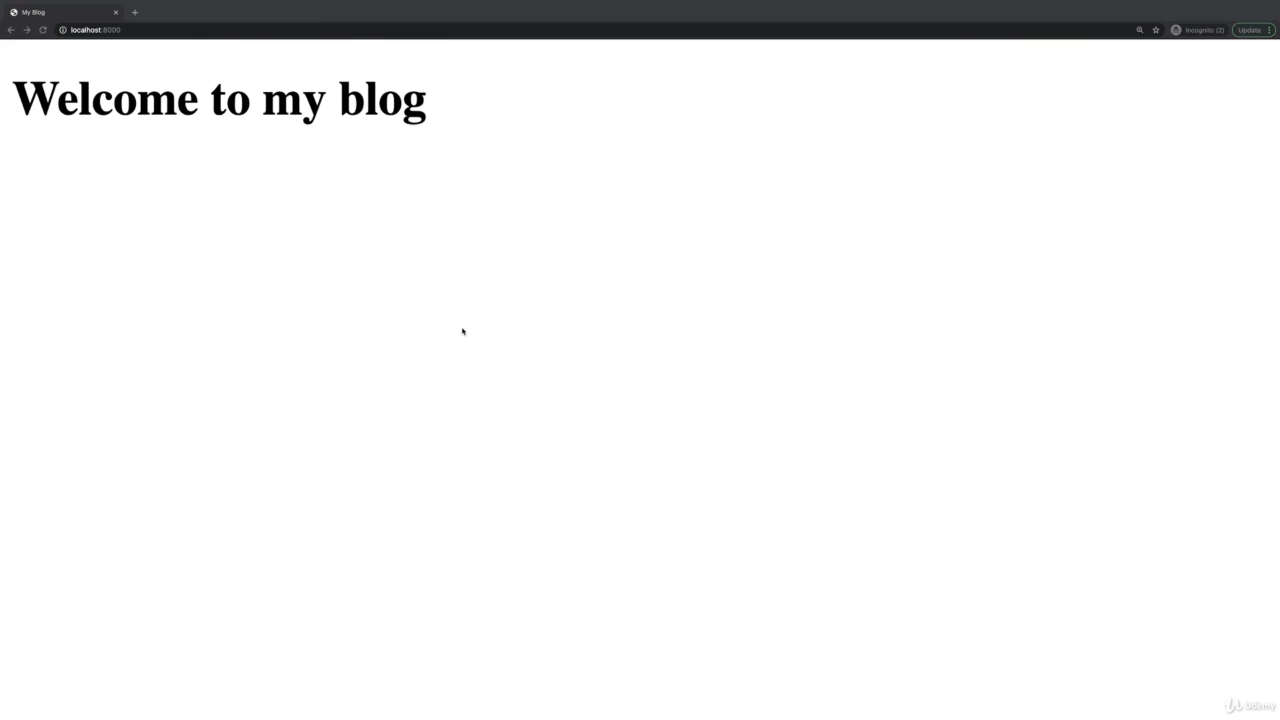 My Blog
localhost:8000
Incognito (2)
Update
Welcome to my blog
Udemy